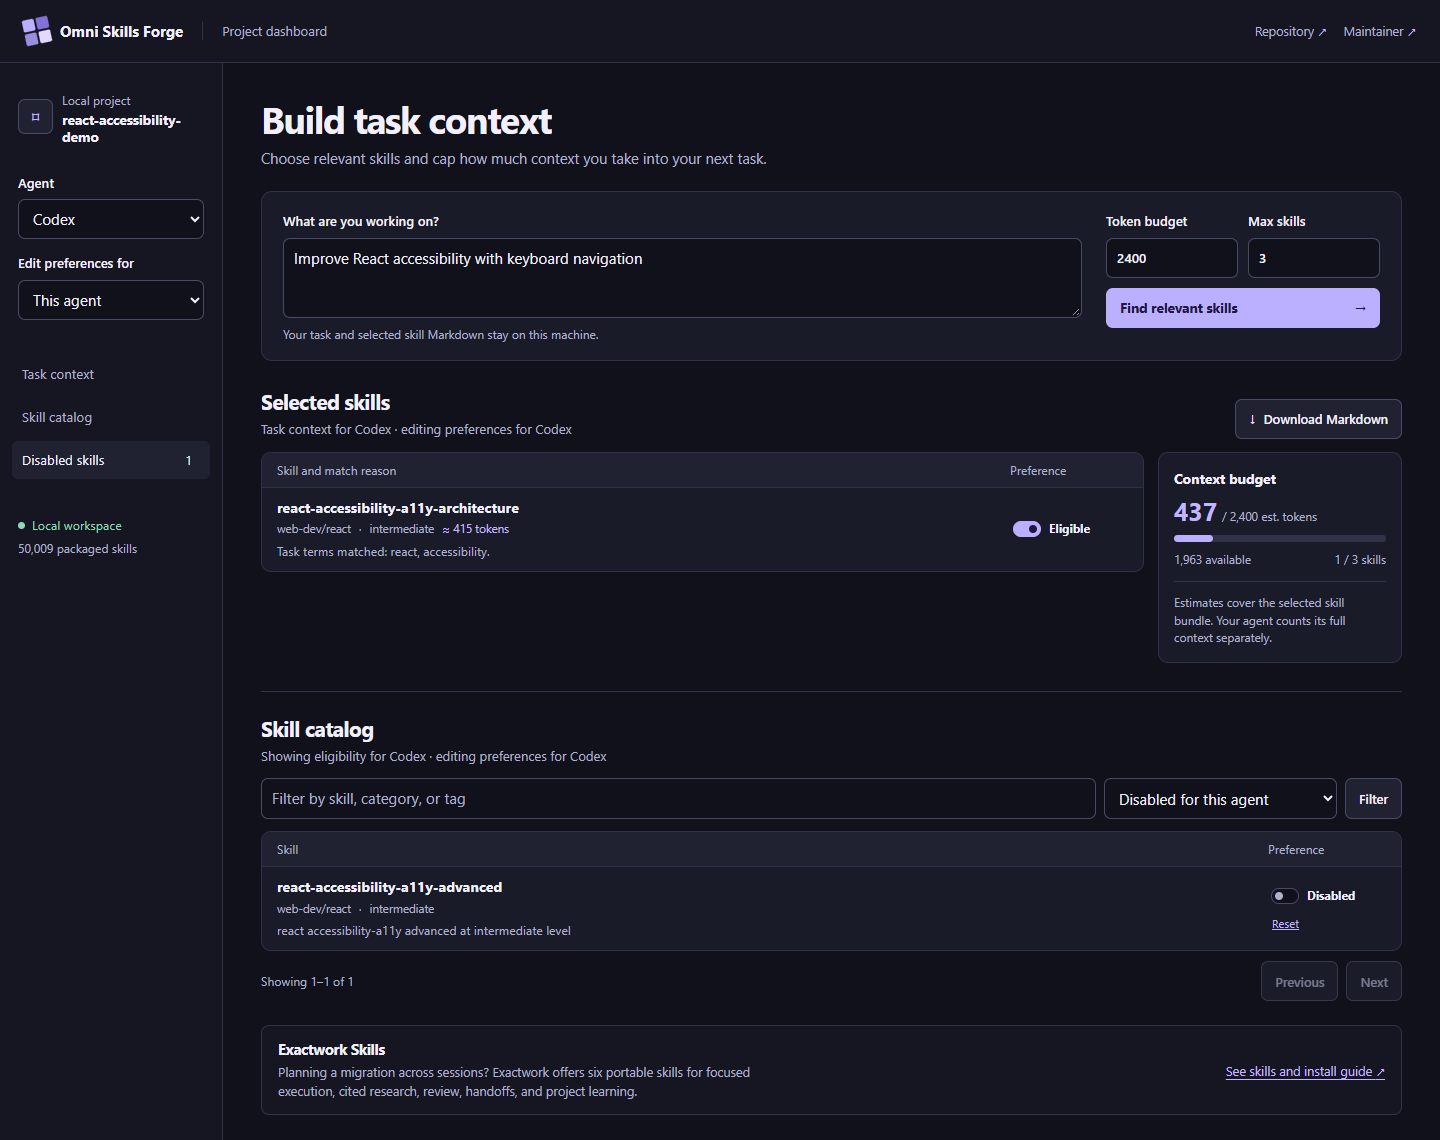 Omni Skills Forge
Project dashboard
Repository ↗
Maintainer ↗
Local project
react-accessibility-
demo
Agent
Codex
Edit preferences for
This agent
Task context
Skill catalog
Disabled skills 1
Local workspace
50,009 packaged skills
Build task context
Choose relevant skills and cap how much context you take into your next task.
What are you working on?
Improve React accessibility with keyboard navigation
Your task and selected skill Markdown stay on this machine.
Token budget
2400
Max skills
3
Find relevant skills →
Selected skills
Task context for Codex · editing preferences for Codex
↓ Download Markdown
Skill and match reason
Preference
react-accessibility-a11y-architecture
web-dev/react · intermediate ≈ 415 tokens
Task terms matched: react, accessibility.
Eligible
Context budget
437 / 2,400 est. tokens
1,963 available
1 / 3 skills
Estimates cover the selected skill
bundle. Your agent counts its full
context separately.
Skill catalog
Showing eligibility for Codex · editing preferences for Codex
Filter by skill, category, or tag
Disabled for this agent
Filter
Skill
Preference
react-accessibility-a11y-advanced
web-dev/react · intermediate
react accessibility-a11y advanced at intermediate level
Disabled
Reset
Showing 1–1 of 1
Previous
Next
Exactwork Skills
Planning a migration across sessions? Exactwork offers six portable skills for focused
execution, cited research, review, handoffs, and project learning.
See skills and install guide ↗